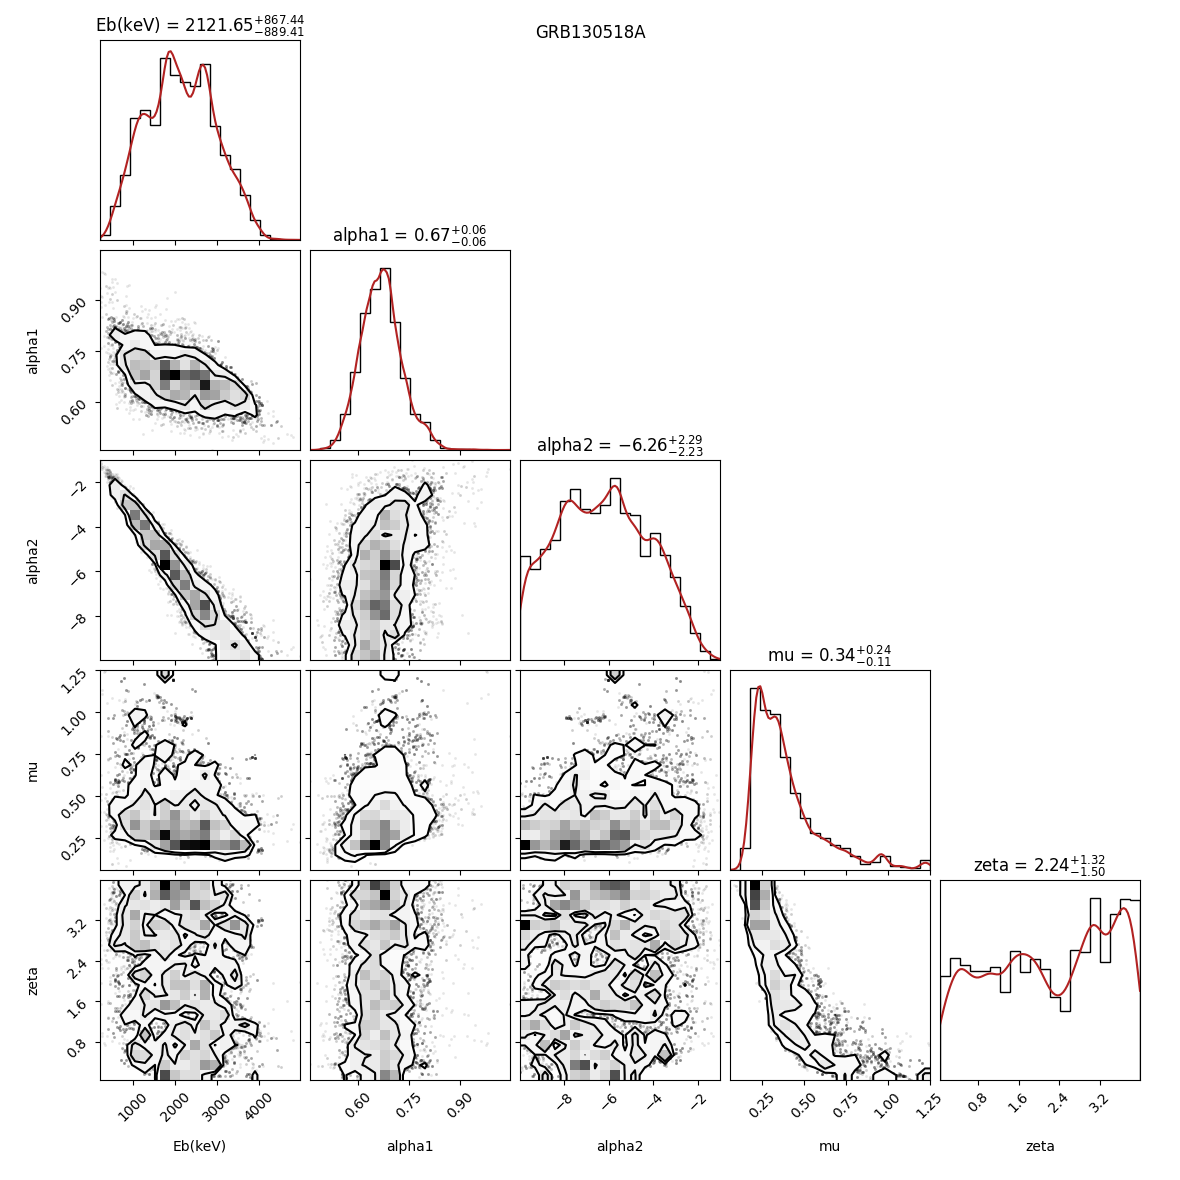 GRB130518A
Eb(keV) = 2121.65 +867.44 −889.41
alpha1 = 0.67 +0.06 −0.06
alpha1
0.90
0.75
0.60
alpha2 = −6.26 +2.29 −2.23
alpha2
−2
−4
−6
−8
mu = 0.34 +0.24 −0.11
mu
1.25
1.00
0.75
0.50
0.25
zeta = 2.24 +1.32 −1.50
zeta
3.2
2.4
1.6
0.8
1000 2000 3000 4000 0.60 0.75 0.90 −8 −6 −4 −2 0.25 0.50 0.75 1.00 1.25 0.8 1.6 2.4 3.2
Eb(keV) alpha1 alpha2 mu zeta